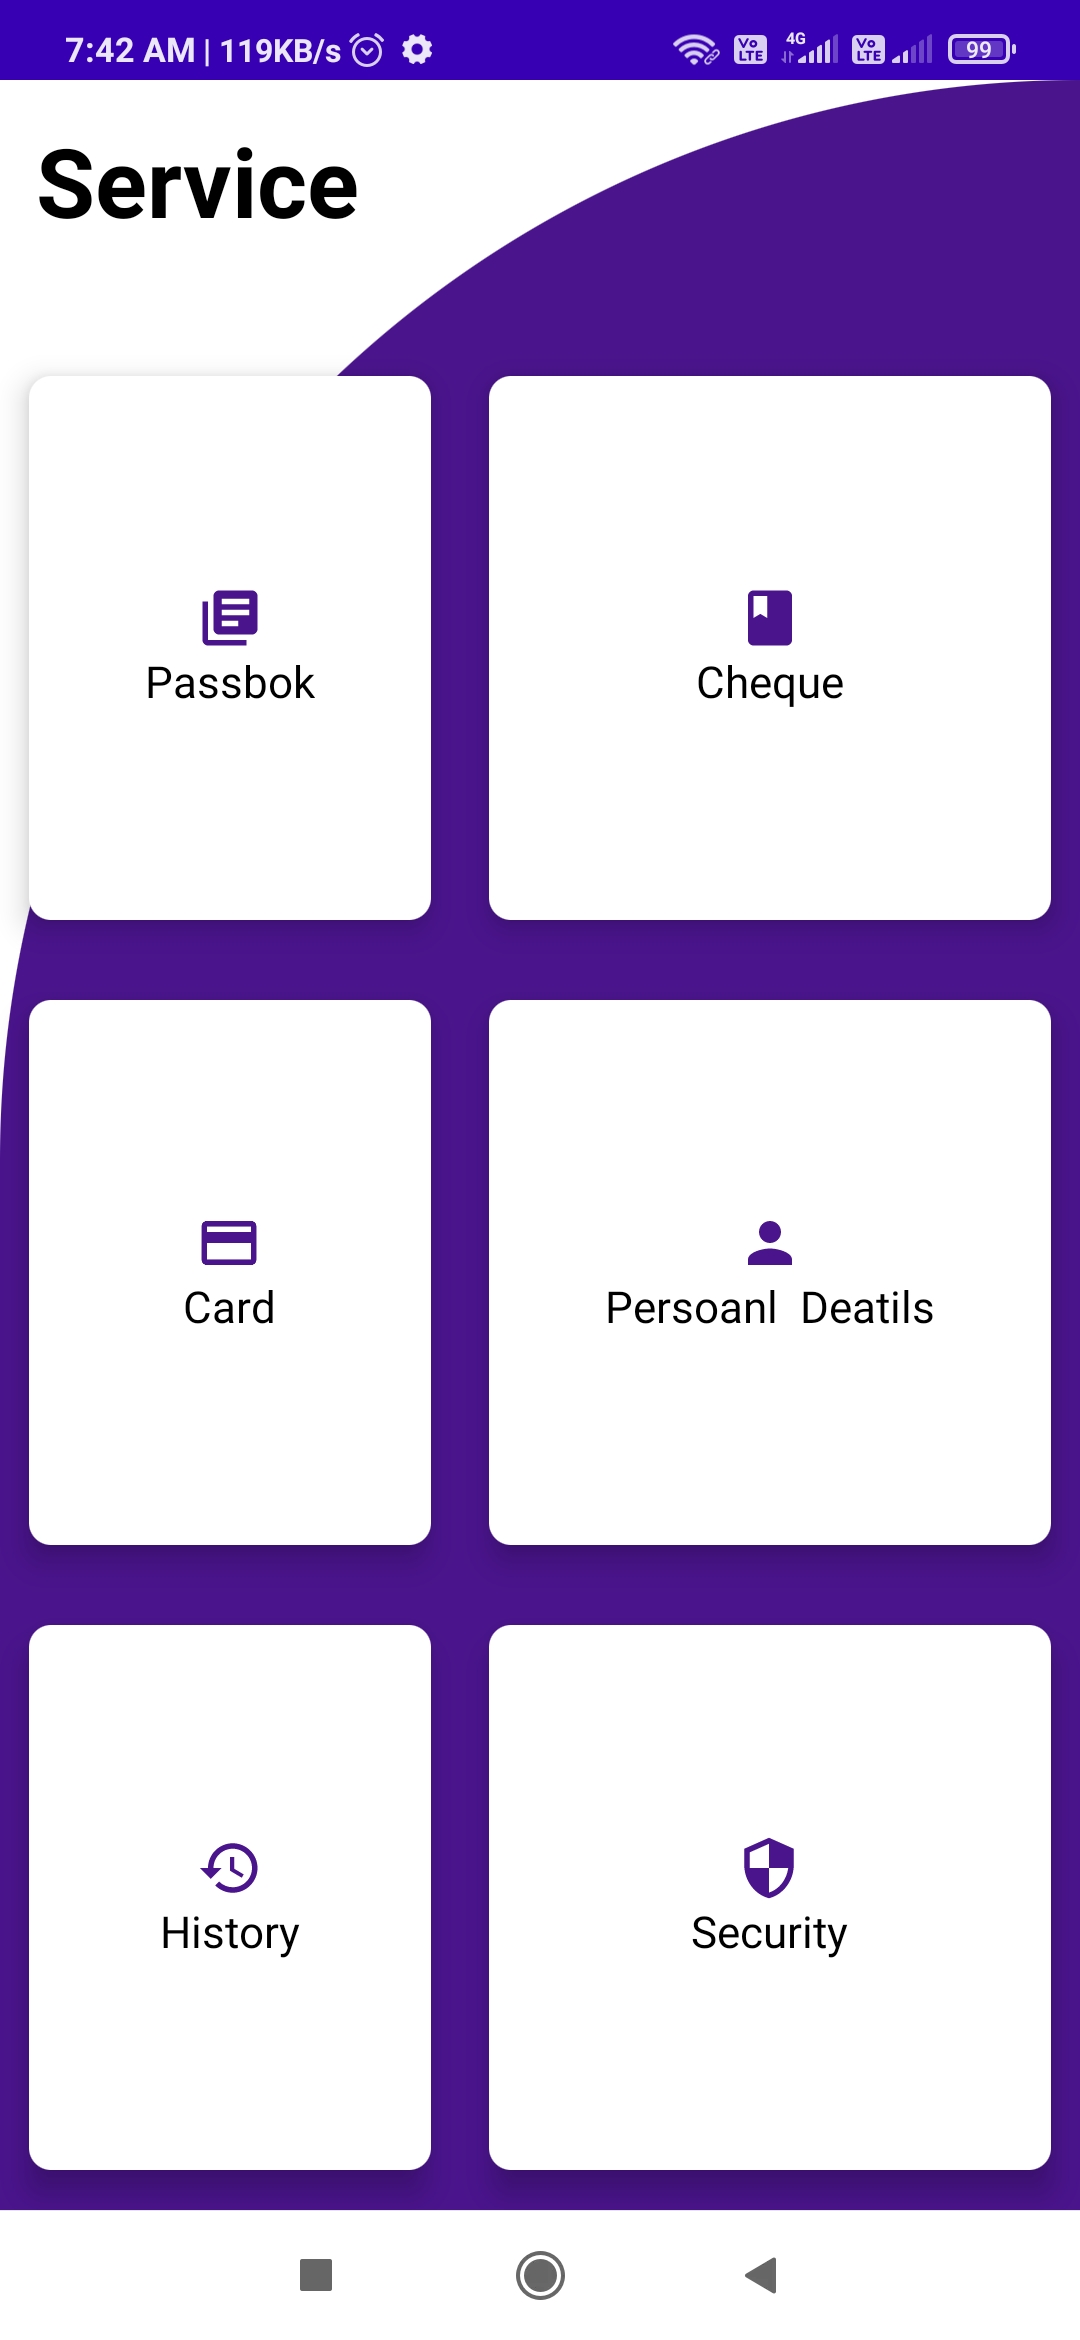 7:42 AM | 119KB/s
Vo LTE 4G Vo LTE 99
Service
Passbok
Cheque
Card
Persoanl  Deatils
History
Security